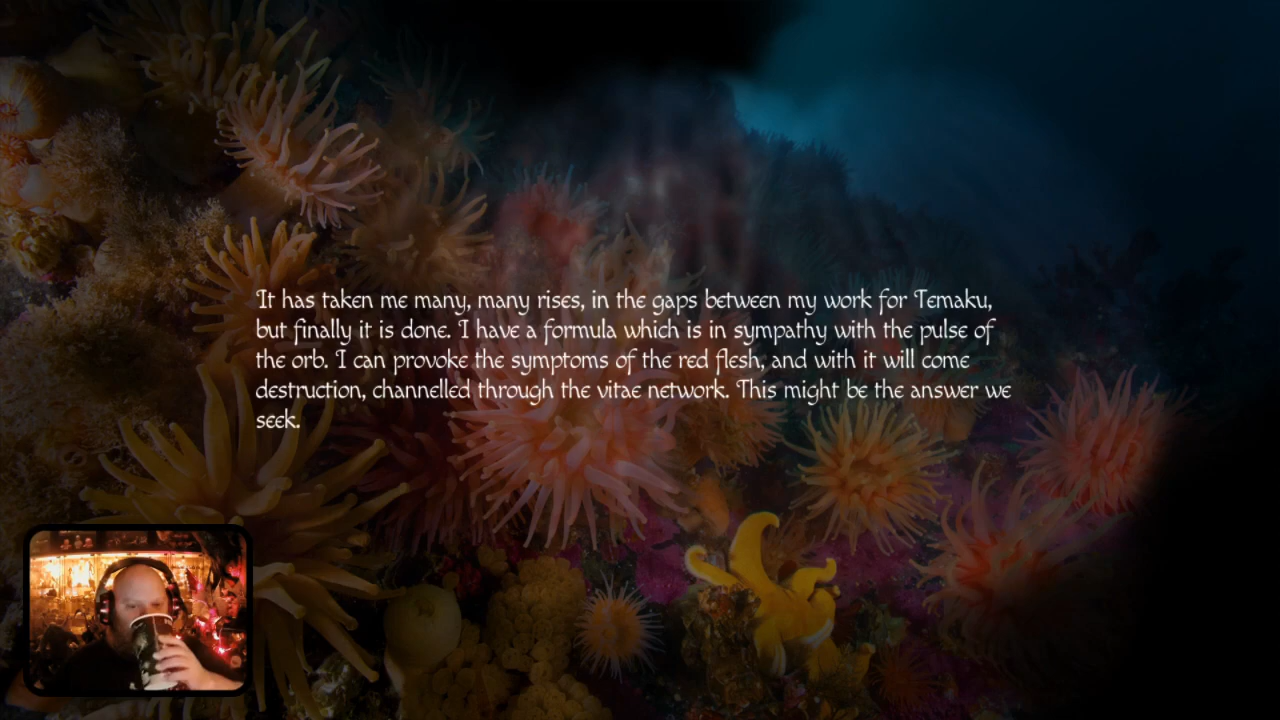 It has taken me many, many rises, in the gaps between my work for Temaku,
but finally it is done. I have a formula which is in sympathy with the pulse of
the orb. I can provoke the symptoms of the red flesh, and with it will come
destruction, channelled through the vitae network. This might be the answer we
seek.